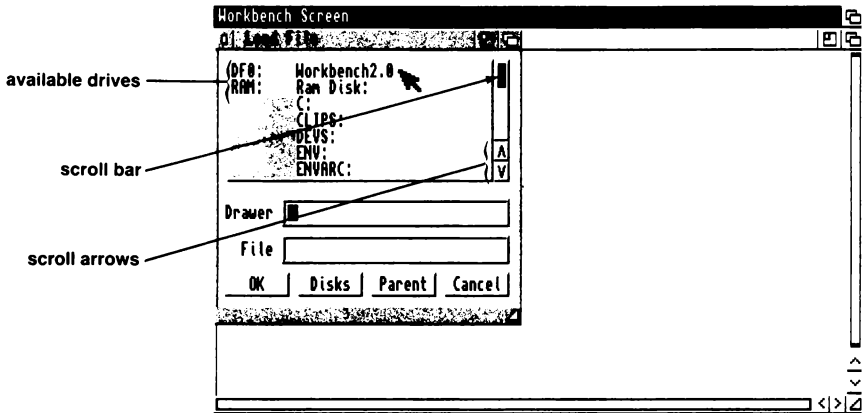 Workbench Screen
Load File
available drives
DF0: Workbench2.0
RAM: Ram Disk:
C:
CLIPS:
DEVS:
ENV:
ENVARC:
scroll bar
scroll arrows
Drawer
File
OK Disks Parent Cancel